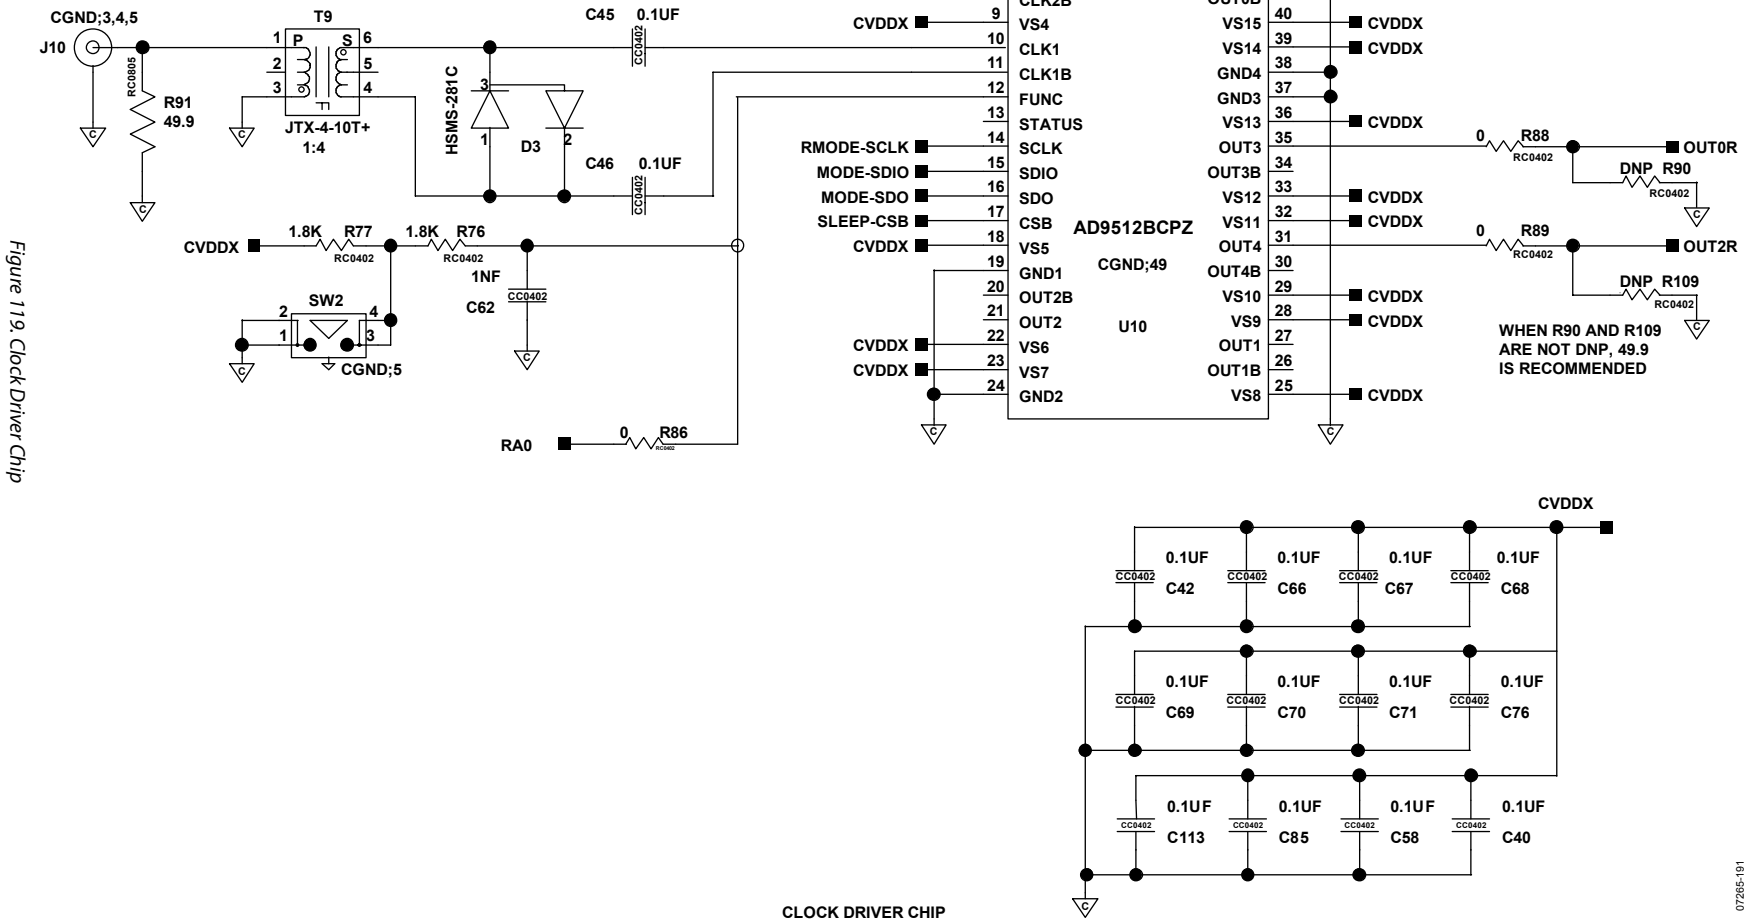 CGND;3,4,5
J10
RC0805
R91
49.9
C
C
C
T9
1 P S 6
2 5
3 4
JTX-4-10T+
1:4
HSMS-281C
3
1
2
D3
C45 0.1UF
CC0402
C46 0.1UF
CC0402
CVDDX
1.8K R77
RC0402
1.8K R76
RC0402
1NF
CC0402
C62
C
SW2
2 4
1 3
CGND;5
C
RA0
0 R86
RC0402
CLK2B
CVDDX 9 VS4
10 CLK1
11 CLK1B
12 FUNC
13 STATUS
RMODE-SCLK 14 SCLK
MODE-SDIO 15 SDIO
MODE-SDO 16 SDO
SLEEP-CSB 17 CSB
CVDDX 18 VS5
19 GND1
20 OUT2B
21 OUT2
CVDDX 22 VS6
CVDDX 23 VS7
24 GND2
C
AD9512BCPZ
CGND;49
U10
OUT0B
VS15 40 CVDDX
VS14 39 CVDDX
GND4 38
GND3 37
VS13 36 CVDDX
OUT3 35
OUT3B 34
VS12 33 CVDDX
VS11 32 CVDDX
OUT4 31
OUT4B 30
VS10 29 CVDDX
VS9 28 CVDDX
OUT1 27
OUT1B 26
VS8 25 CVDDX
C
0 R88
RC0402
OUT0R
DNP R90
RC0402
C
0 R89
RC0402
OUT2R
DNP R109
RC0402
C
WHEN R90 AND R109
ARE NOT DNP, 49.9
IS RECOMMENDED
CVDDX
0.1UF 0.1UF 0.1UF 0.1UF
CC0402 CC0402 CC0402 CC0402
C42 C66 C67 C68
0.1UF 0.1UF 0.1UF 0.1UF
CC0402 CC0402 CC0402 CC0402
C69 C70 C71 C76
0.1UF 0.1UF 0.1UF 0.1UF
CC0402 CC0402 CC0402 CC0402
C113 C85 C58 C40
C
CLOCK DRIVER CHIP
Figure 119. Clock Driver Chip
07265-191